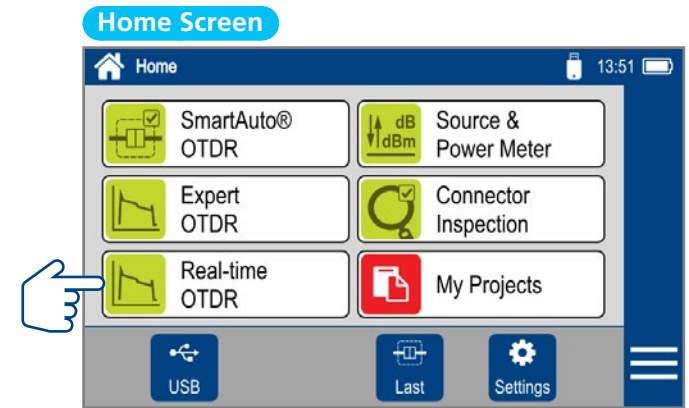 Home Screen
Home
13:51
SmartAuto®
OTDR
dB
dBm
Source &
Power Meter
Expert
OTDR
Connector
Inspection
Real-time
OTDR
My Projects
USB
Last
Settings